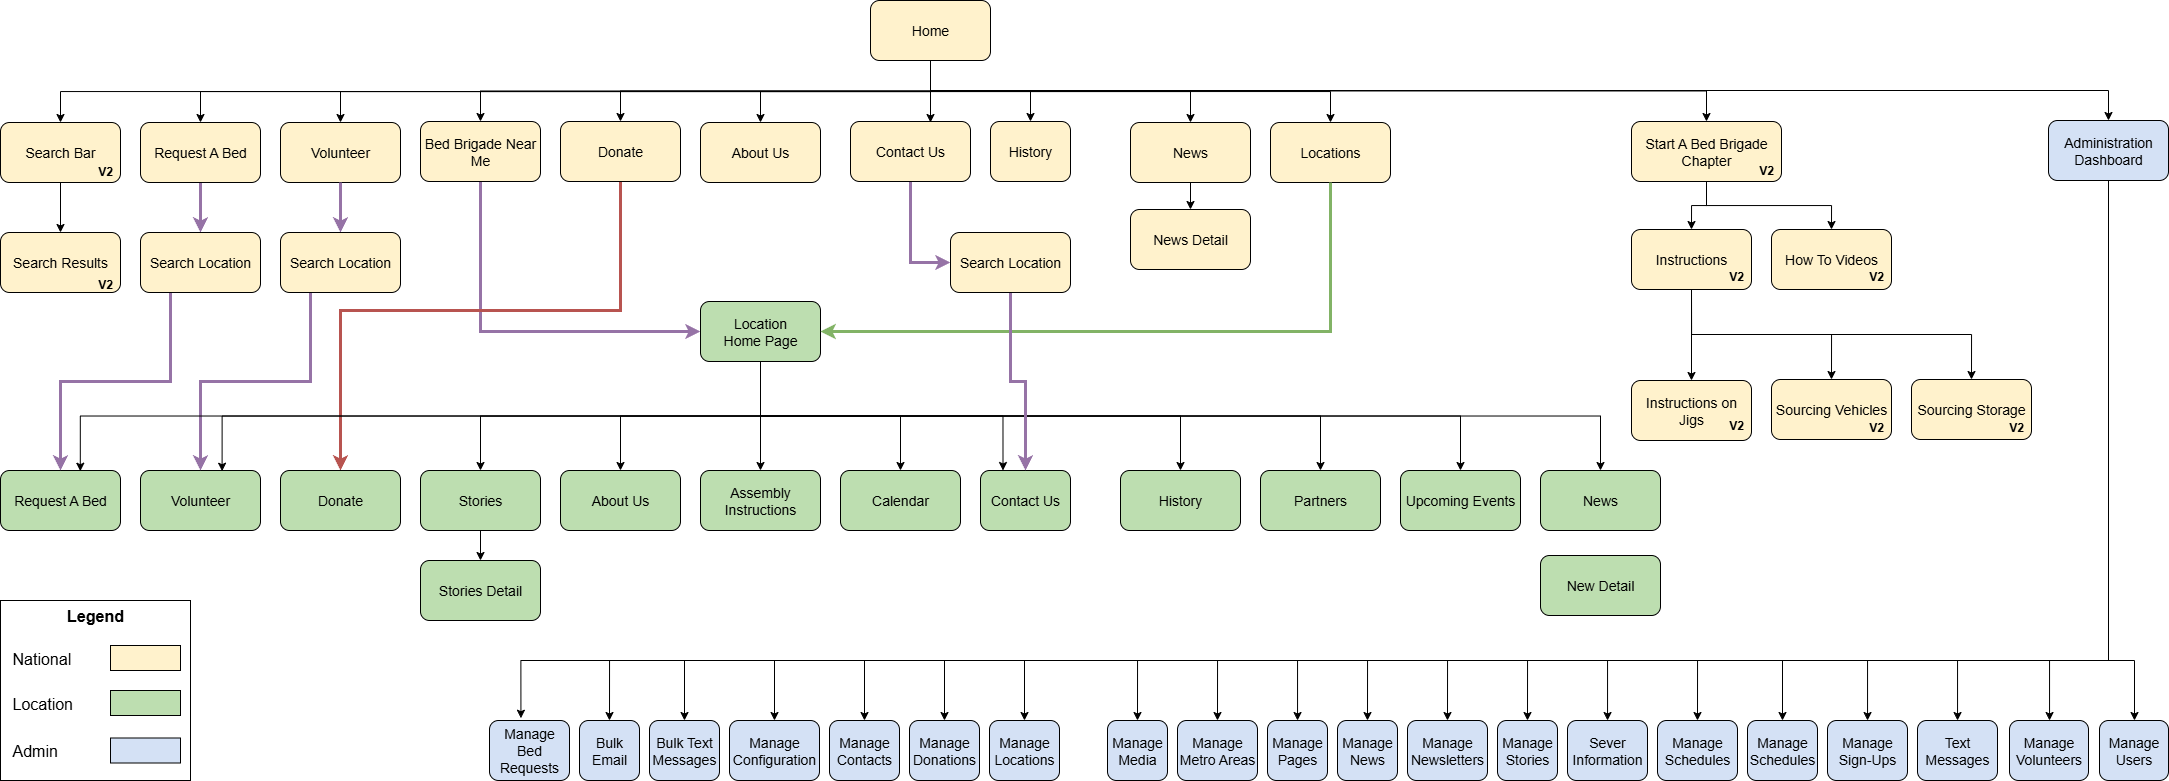 Home
Search Bar
V2
Request A Bed
Volunteer
Bed Brigade Near
Me
Donate
About Us
Contact Us
History
News
Locations
Start A Bed Brigade
Chapter
V2
Administration
Dashboard
Search Results
V2
Search Location
Search Location
Search Location
News Detail
Instructions
V2
How To Videos
V2
Location
Home Page
Instructions on
Jigs
V2
Sourcing Vehicles
V2
Sourcing Storage
V2
Request A Bed
Volunteer
Donate
Stories
About Us
Assembly
Instructions
Calendar
Contact Us
History
Partners
Upcoming Events
News
Stories Detail
New Detail
Legend
National
Location
Admin
Manage
Bed
Requests
Bulk
Email
Bulk Text
Messages
Manage
Configuration
Manage
Contacts
Manage
Donations
Manage
Locations
Manage
Media
Manage
Metro Areas
Manage
Pages
Manage
News
Manage
Newsletters
Manage
Stories
Sever
Information
Manage
Schedules
Manage
Schedules
Manage
Sign-Ups
Text
Messages
Manage
Volunteers
Manage
Users